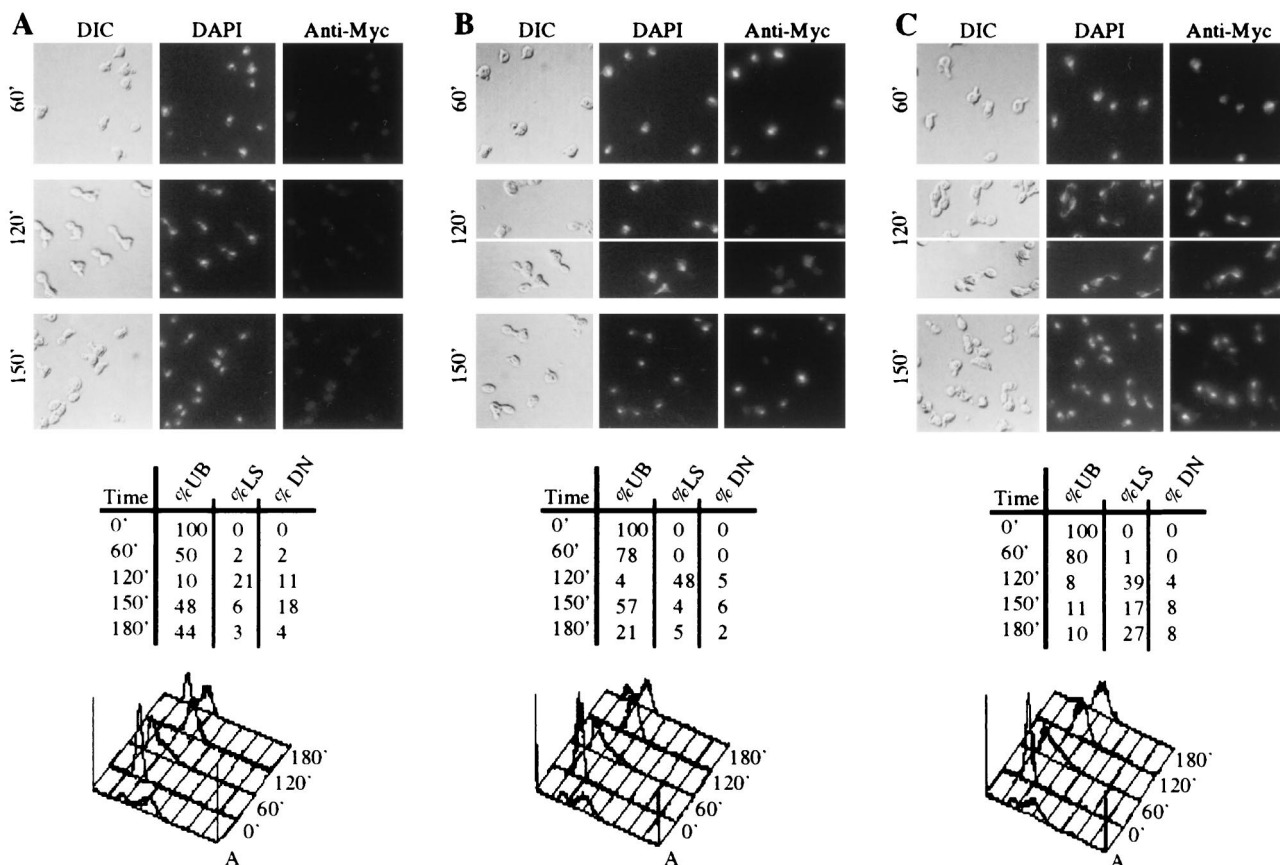 A
DIC DAPI Anti-Myc
60'
120'
150'
Time %UB %LS %DN
0' 100 0 0
60' 50 2 2
120' 10 21 11
150' 48 6 18
180' 44 3 4
180'
120'
60'
0'
A
B
DIC DAPI Anti-Myc
60'
120'
150'
Time %UB %LS %DN
0' 100 0 0
60' 78 0 0
120' 4 48 5
150' 57 4 6
180' 21 5 2
180'
120'
60'
0'
A
C
DIC DAPI Anti-Myc
60'
120'
150'
Time %UB %LS %DN
0' 100 0 0
60' 80 1 0
120' 8 39 4
150' 11 17 8
180' 10 27 8
180'
120'
60'
0'
A